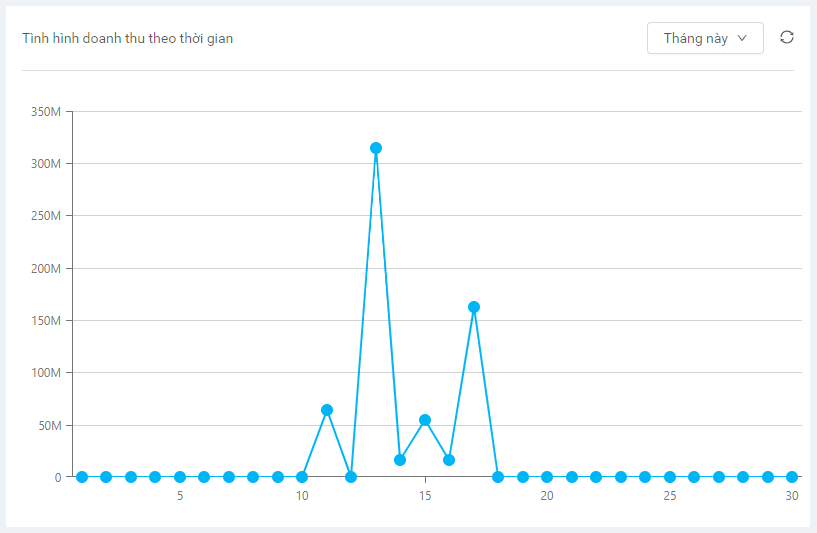 Tình hình doanh thu theo thời gian
Tháng này
350M
300M
250M
200M
150M
100M
50M
0
5 10 15 20 25 30